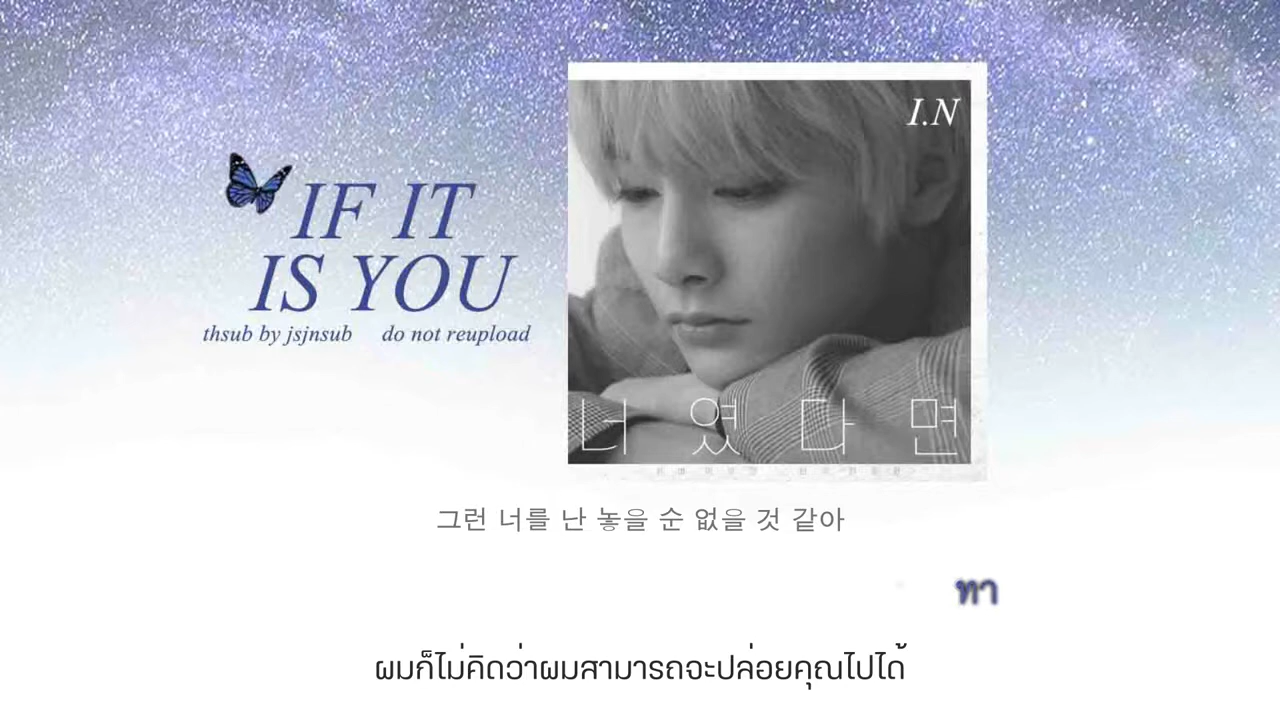 I.N
IF IT
IS YOU
thsub by jsjnsub do not reupload
너 였 다 면
그런 너를 난 놓을 순 없을 것 같아
ทา
ผมก็ไม่คิดว่าผมสามารถจะปล่อยคุณไปได้